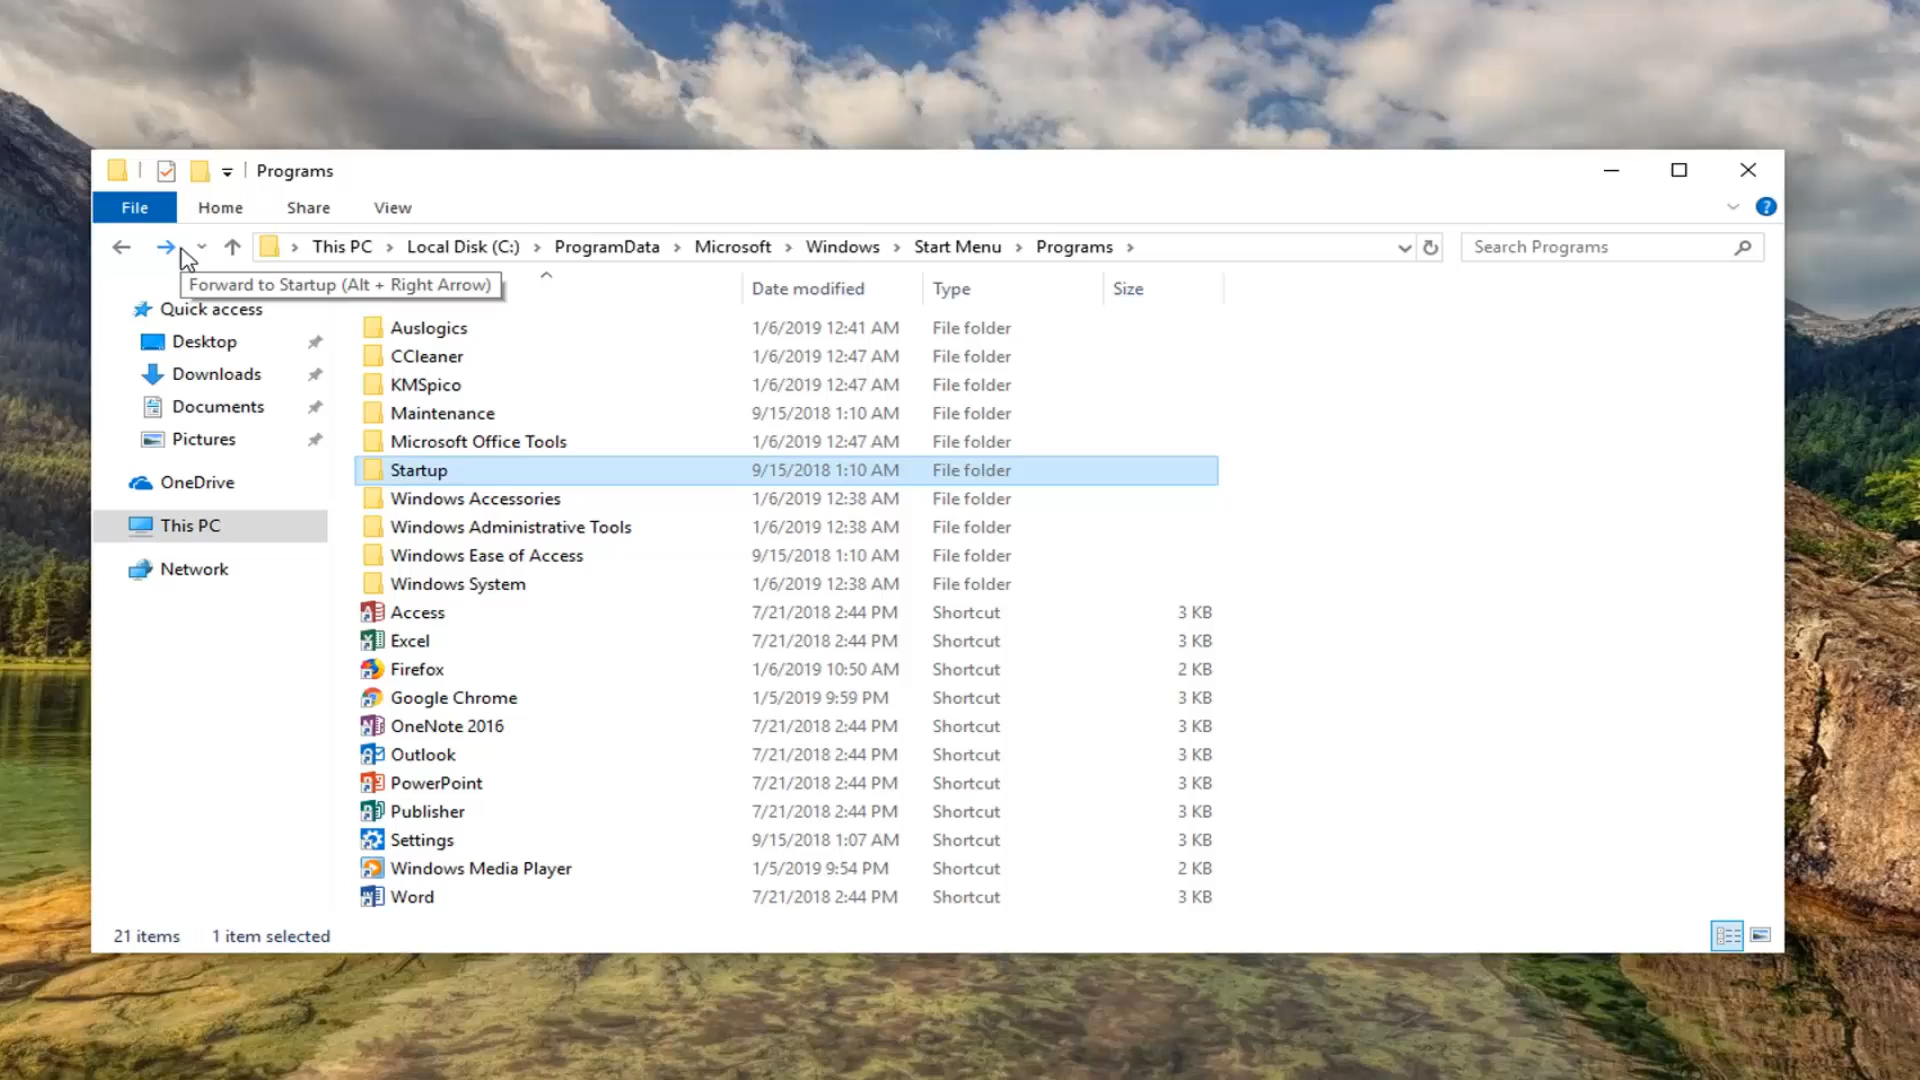 Programs
File Home Share View
This PC Local Disk (C:) ProgramData Microsoft Windows Start Menu Programs Search Programs
Forward to Startup (Alt + Right Arrow)
Date modified Type Size
Quick access
Desktop
Downloads
Documents
Pictures
OneDrive
This PC
Network
Auslogics 1/6/2019 12:41 AM File folder
CCleaner 1/6/2019 12:47 AM File folder
KMSpico 1/6/2019 12:47 AM File folder
Maintenance 9/15/2018 1:10 AM File folder
Microsoft Office Tools 1/6/2019 12:47 AM File folder
Startup 9/15/2018 1:10 AM File folder
Windows Accessories 1/6/2019 12:38 AM File folder
Windows Administrative Tools 1/6/2019 12:38 AM File folder
Windows Ease of Access 9/15/2018 1:10 AM File folder
Windows System 1/6/2019 12:38 AM File folder
Access 7/21/2018 2:44 PM Shortcut 3 KB
Excel 7/21/2018 2:44 PM Shortcut 3 KB
Firefox 1/6/2019 10:50 AM Shortcut 2 KB
Google Chrome 1/5/2019 9:59 PM Shortcut 3 KB
OneNote 2016 7/21/2018 2:44 PM Shortcut 3 KB
Outlook 7/21/2018 2:44 PM Shortcut 3 KB
PowerPoint 7/21/2018 2:44 PM Shortcut 3 KB
Publisher 7/21/2018 2:44 PM Shortcut 3 KB
Settings 9/15/2018 1:07 AM Shortcut 3 KB
Windows Media Player 1/5/2019 9:54 PM Shortcut 2 KB
Word 7/21/2018 2:44 PM Shortcut 3 KB
21 items 1 item selected